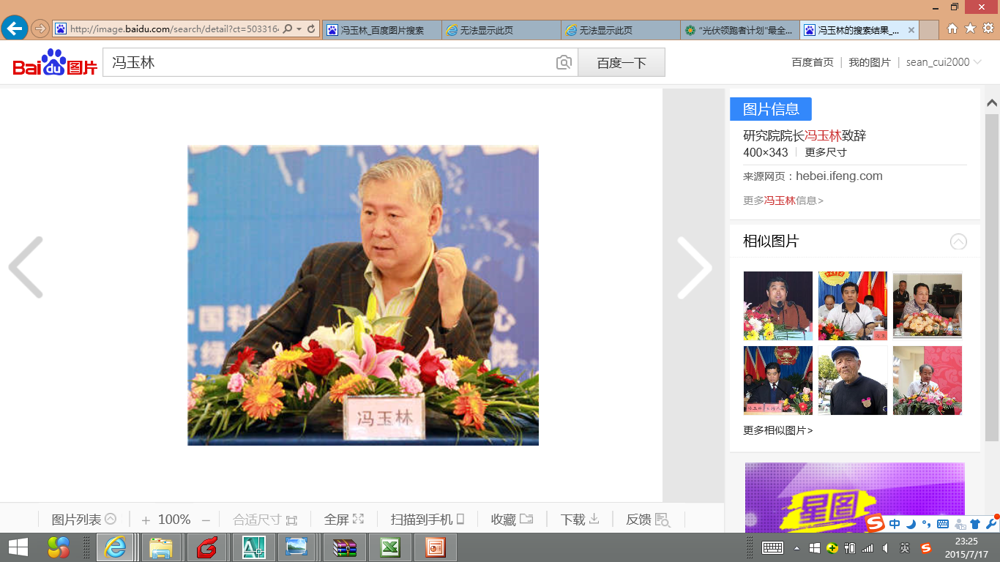 http://image.baidu.com/search/detail?ct=503316
冯玉林_百度图片搜索
无法显示此页
无法显示此页
“光伏领跑者计划”最全...
冯玉林的搜索结果_...
Bai du 图片
冯玉林
百度一下
百度首页 | 我的图片 | sean_cui2000
图片信息
研究院院长冯玉林致辞
400×343 更多尺寸
来源网页：hebei.ifeng.com
更多冯玉林信息>
相似图片
更多相似图片>
星图
中国科
心
院
冯玉林
图片列表
+ 100% −
合适尺寸
全屏
扫描到手机
收藏
下载
反馈
中
英
23:25
2015/7/17